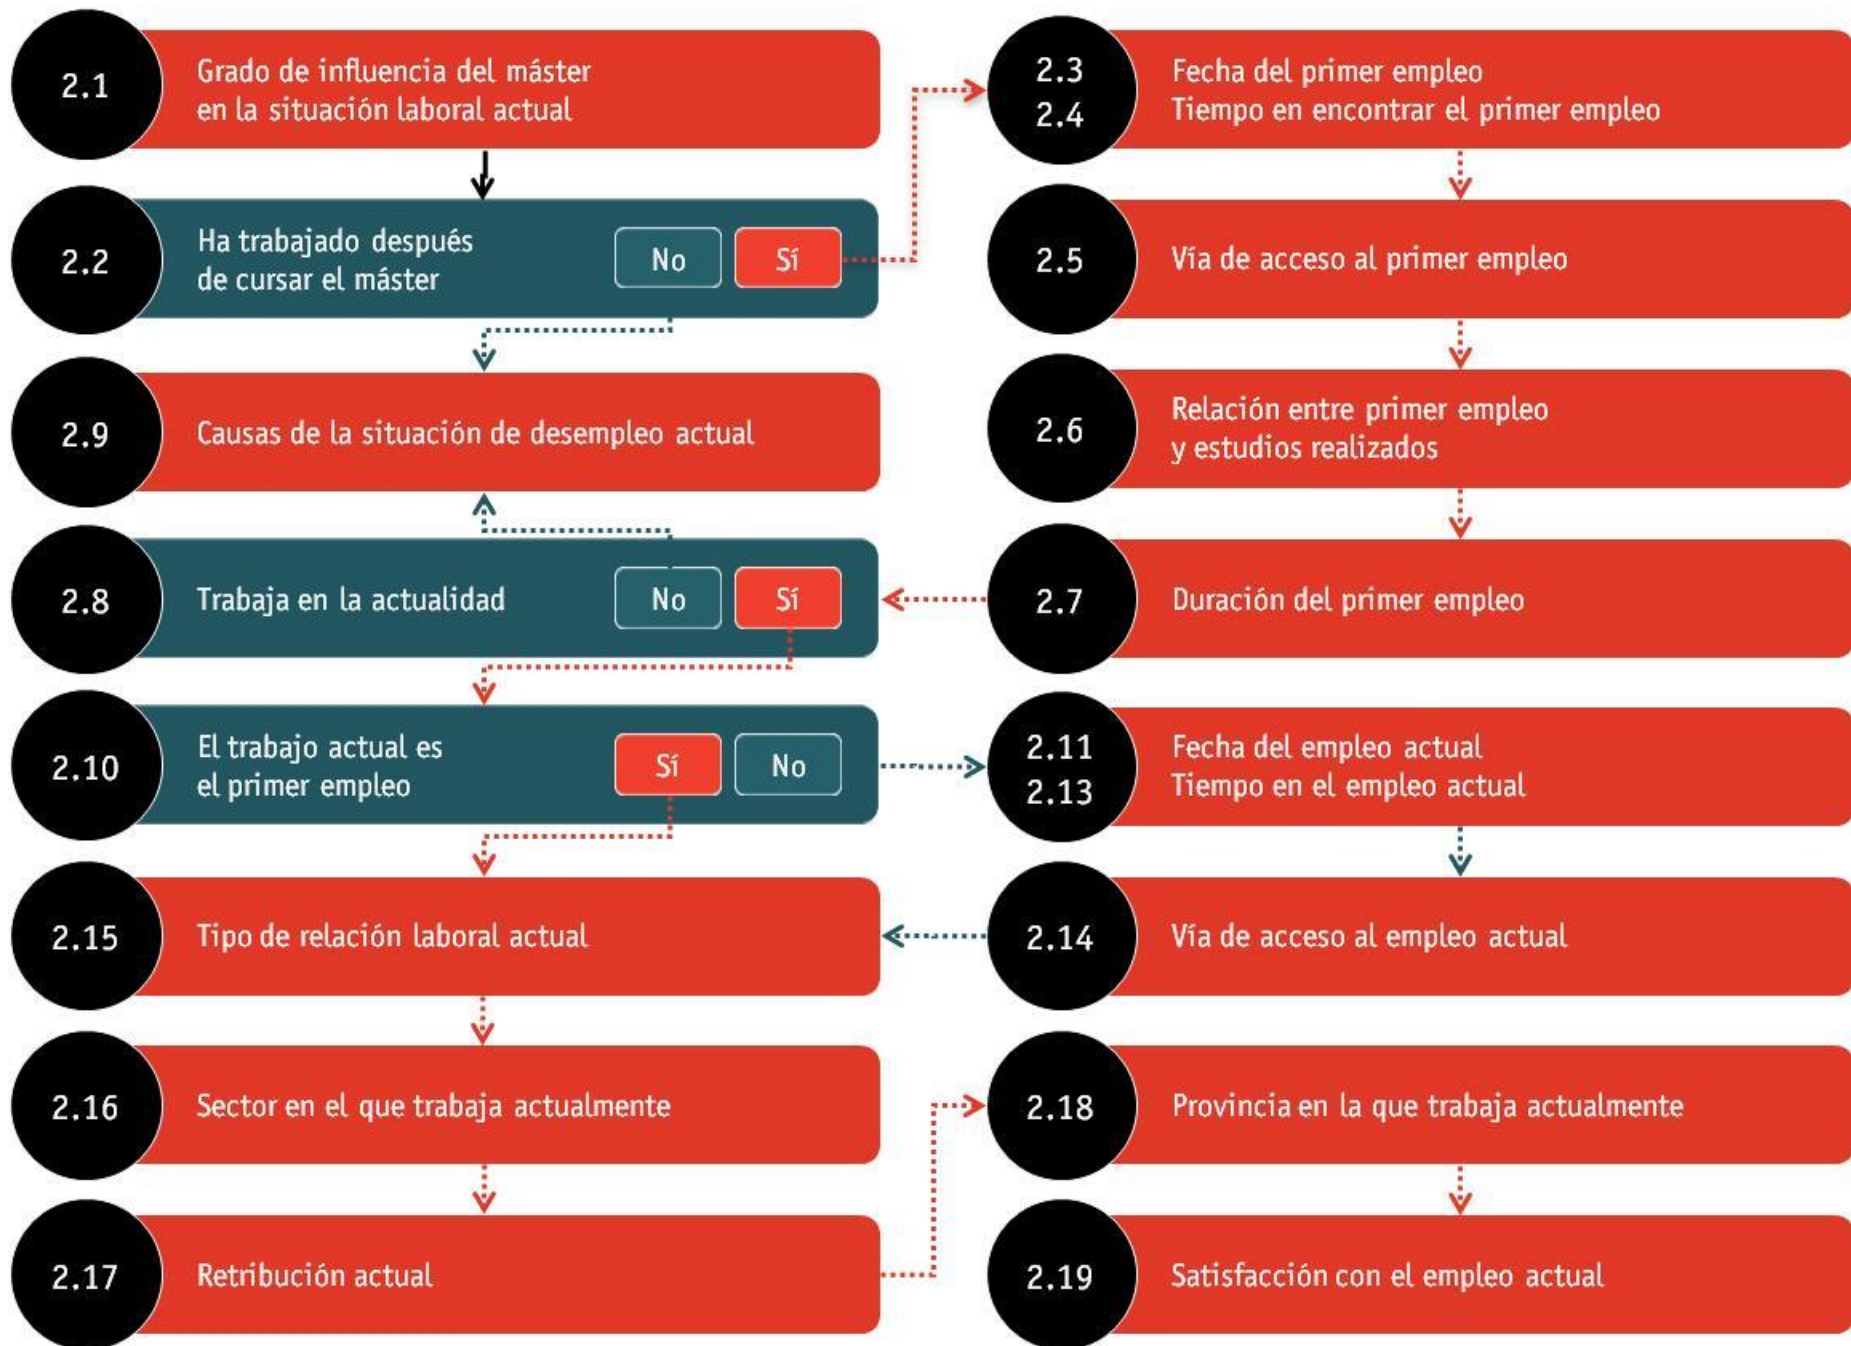 2.1
Grado de influencia del máster
en la situación laboral actual
2.2
Ha trabajado después
de cursar el máster
No
Sí
2.9
Causas de la situación de desempleo actual
2.8
Trabaja en la actualidad
No
Sí
2.10
El trabajo actual es
el primer empleo
Sí
No
2.15
Tipo de relación laboral actual
2.16
Sector en el que trabaja actualmente
2.17
Retribución actual
2.3
2.4
Fecha del primer empleo
Tiempo en encontrar el primer empleo
2.5
Vía de acceso al primer empleo
2.6
Relación entre primer empleo
y estudios realizados
2.7
Duración del primer empleo
2.11
2.13
Fecha del empleo actual
Tiempo en el empleo actual
2.14
Vía de acceso al empleo actual
2.18
Provincia en la que trabaja actualmente
2.19
Satisfacción con el empleo actual